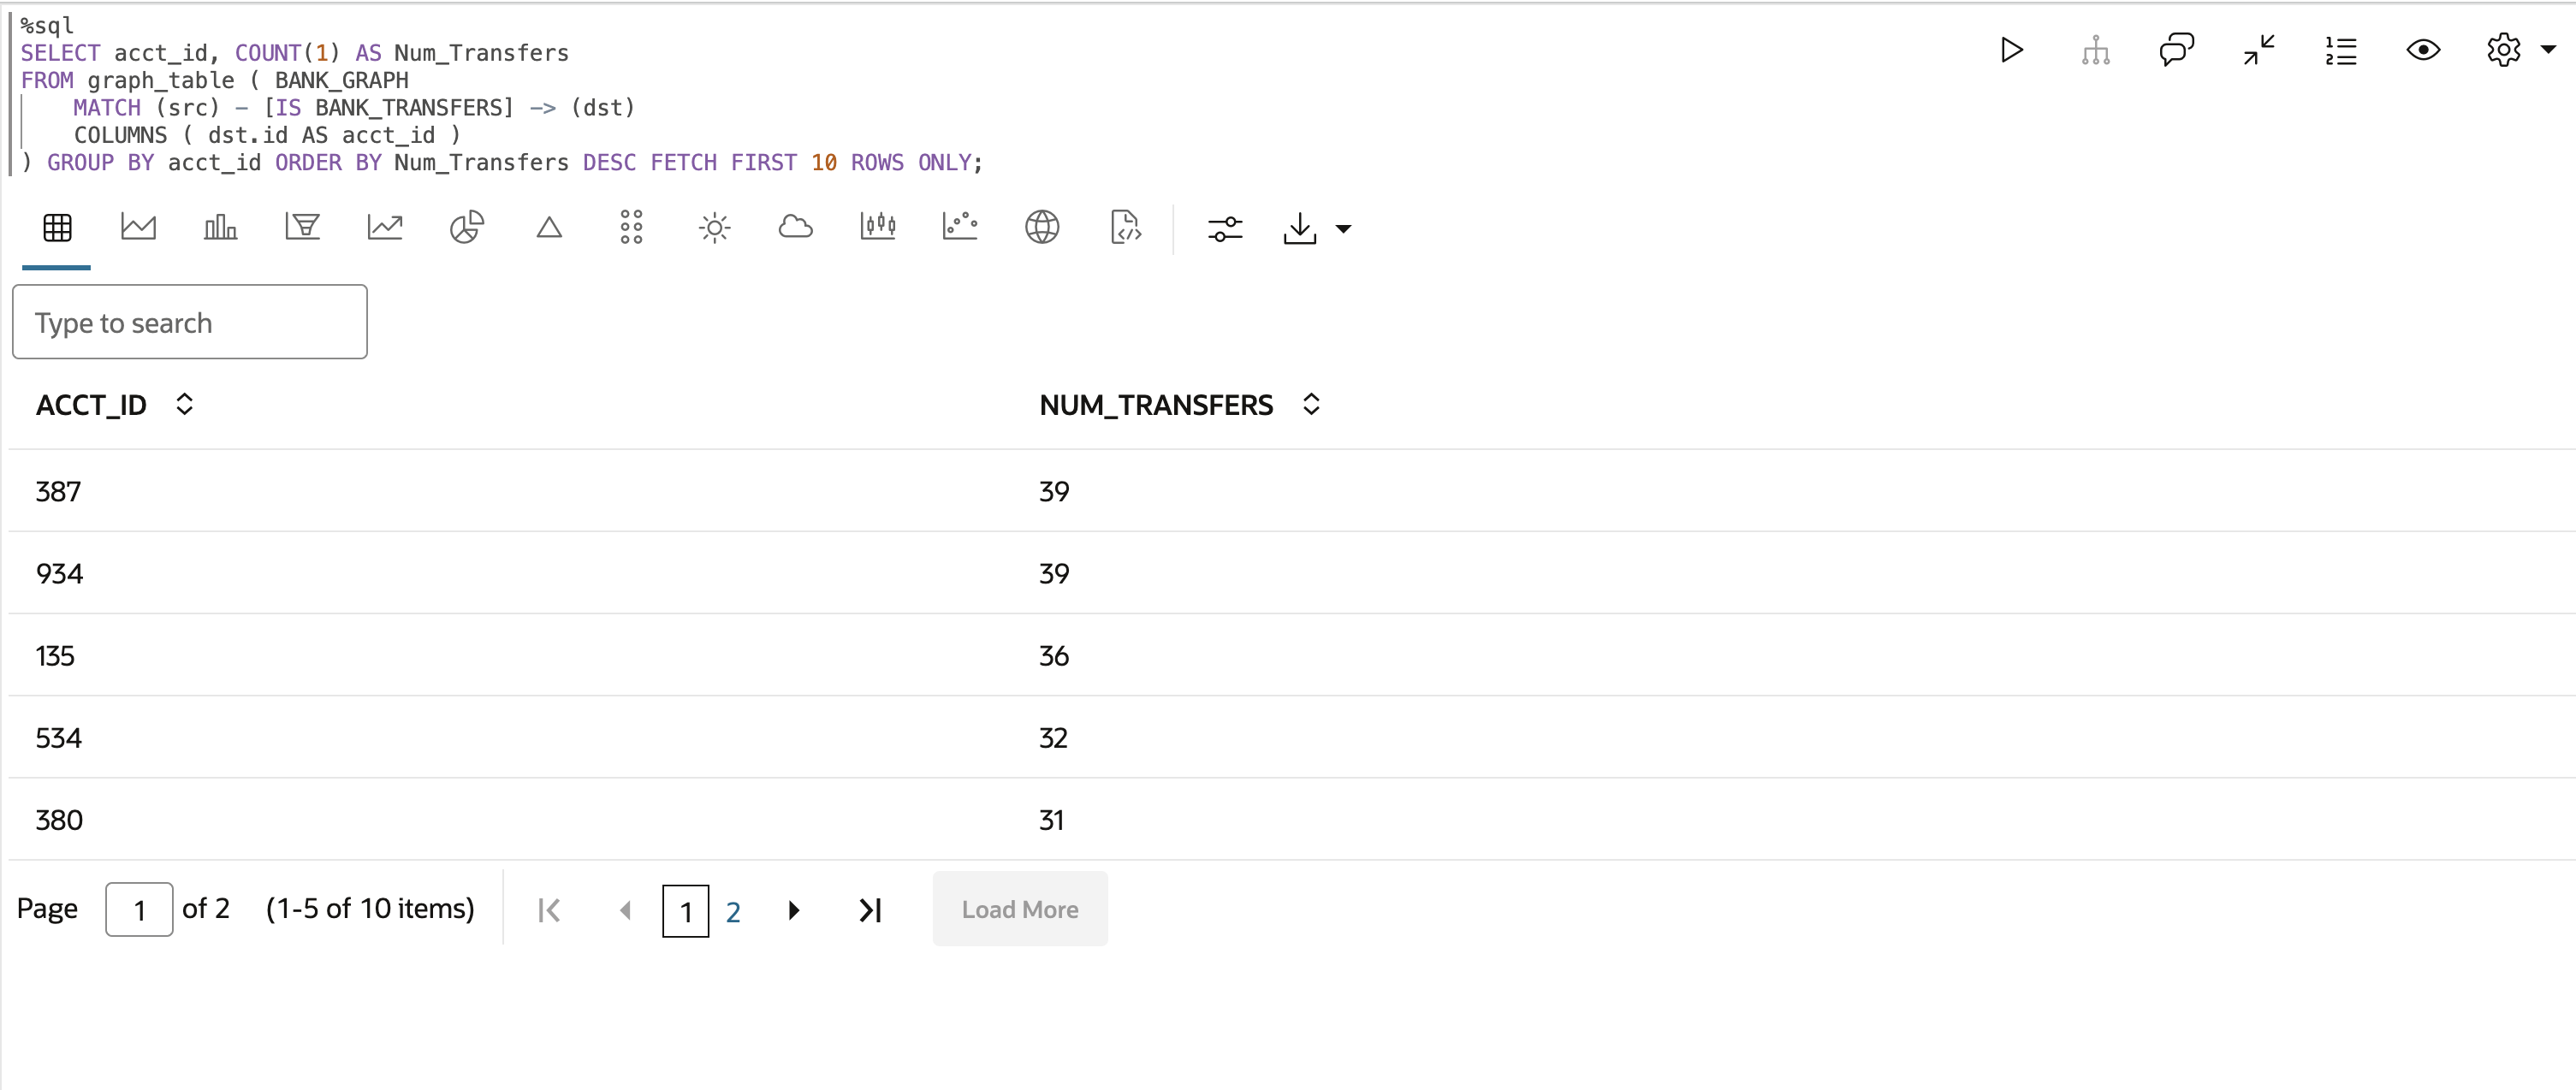 %sql
SELECT acct_id, COUNT(1) AS Num_Transfers
FROM graph_table ( BANK_GRAPH
    MATCH (src) - [IS BANK_TRANSFERS] -> (dst)
    COLUMNS ( dst.id AS acct_id )
) GROUP BY acct_id ORDER BY Num_Transfers DESC FETCH FIRST 10 ROWS ONLY;
Type to search
ACCT_ID NUM_TRANSFERS
387 39
934 39
135 36
534 32
380 31
Page 1 of 2 (1-5 of 10 items) 1 2 Load More